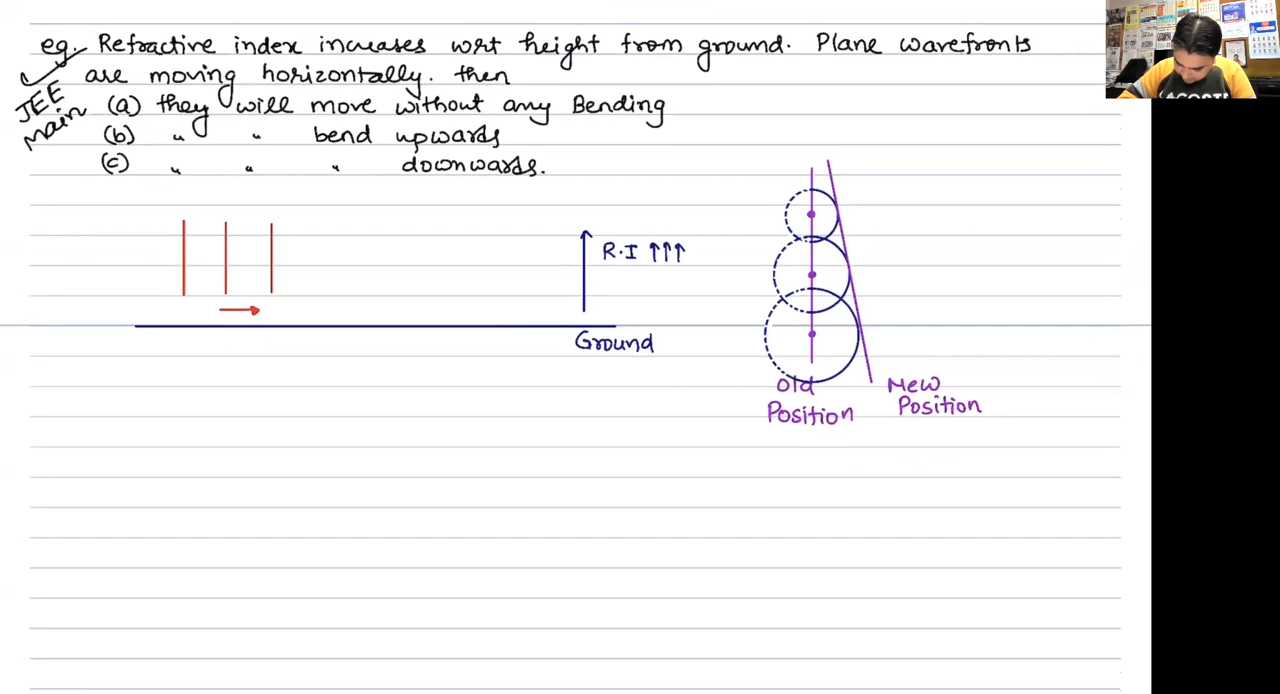 eg. Refractive index increases wrt height from ground. Plane wavefronts
are moving horizontally. then
JEE
Main
(a) they will move without any Bending
(b) " " bend upwards
(c) " " " downwards.
R.I ↑↑↑
Ground
Old
Position
New
Position